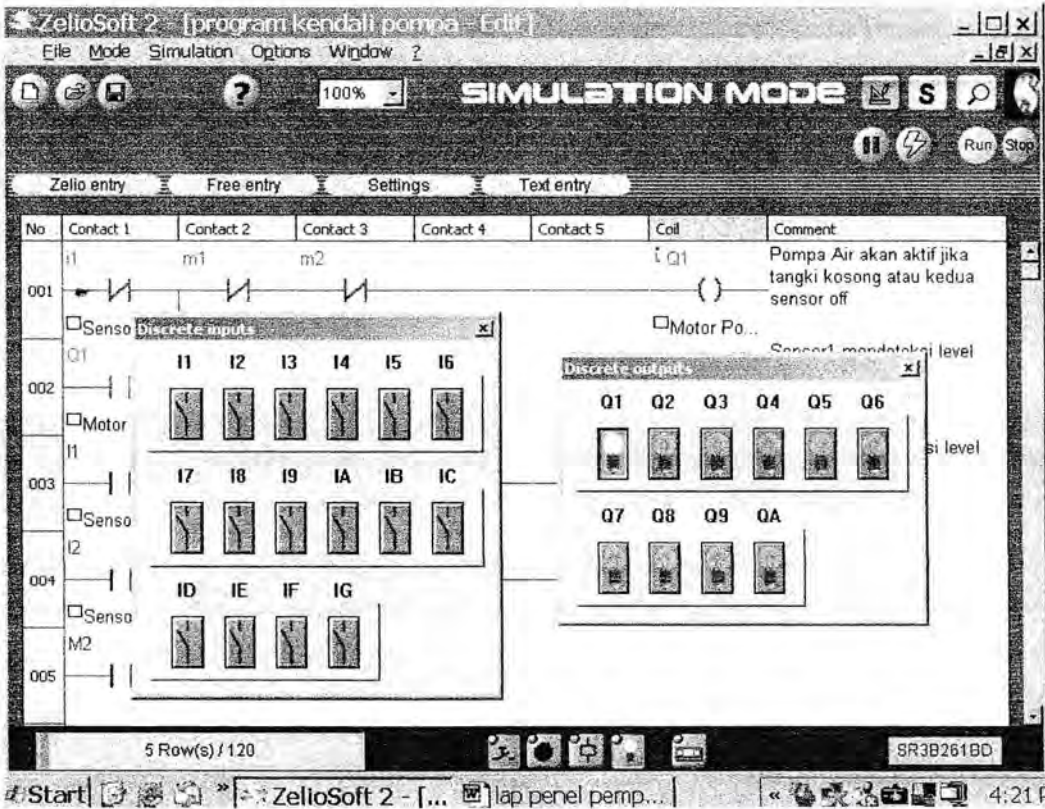 ZelioSoft 2 - [program kendali pompa - Edit]
File Mode Simulation Options Window ?
100% SIMULATION MODE S
Run Stop
Zelio entry Free entry Settings Text entry
No Contact 1 Contact 2 Contact 3 Contact 4 Contact 5 Coil Comment
001 i1 m1 m2 Q1
Pompa Air akan aktif jika
tangki kosong atau kedua
sensor off
Senso
Motor Po...
Sensor1 mendeteksi level
002 Q1
Motor
si level
003 I1
Senso
004 I2
Senso
005 M2
Discrete inputs
I1 I2 I3 I4 I5 I6
I7 I8 I9 IA IB IC
ID IE IF IG
Discrete outputs
Q1 Q2 Q3 Q4 Q5 Q6
Q7 Q8 Q9 QA
5 Row(s) / 120
SR3B261BD
Start » ZelioSoft 2 - [... lap penel pemp... « 4:21 P